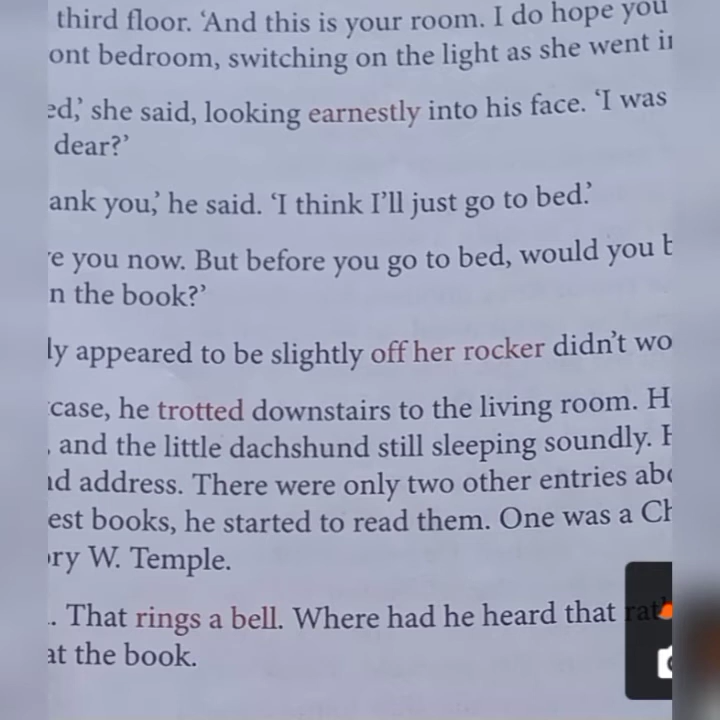 third floor. ‘And this is your room. I do hope you
ont bedroom, switching on the light as she went
ed,’ she said, looking earnestly into his face. ‘I was
dear?’
ank you,’ he said. ‘I think I’ll just go to bed.’
e you now. But before you go to bed, would you
n the book?’
ly appeared to be slightly off her rocker didn’t wo
case, he trotted downstairs to the living room. H
, and the little dachshund still sleeping soundly.
d address. There were only two other entries abo
est books, he started to read them. One was a Ch
ry W. Temple.
. That rings a bell. Where had he heard that
at the book.